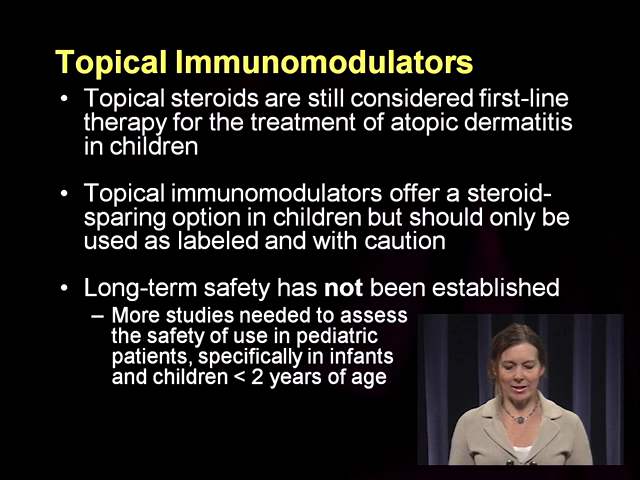 Topical Immunomodulators
• Topical steroids are still considered first-line
therapy for the treatment of atopic dermatitis
in children
• Topical immunomodulators offer a steroid-
sparing option in children but should only be
used as labeled and with caution
• Long-term safety has not been established
– More studies needed to assess
the safety of use in pediatric
patients, specifically in infants
and children < 2 years of age